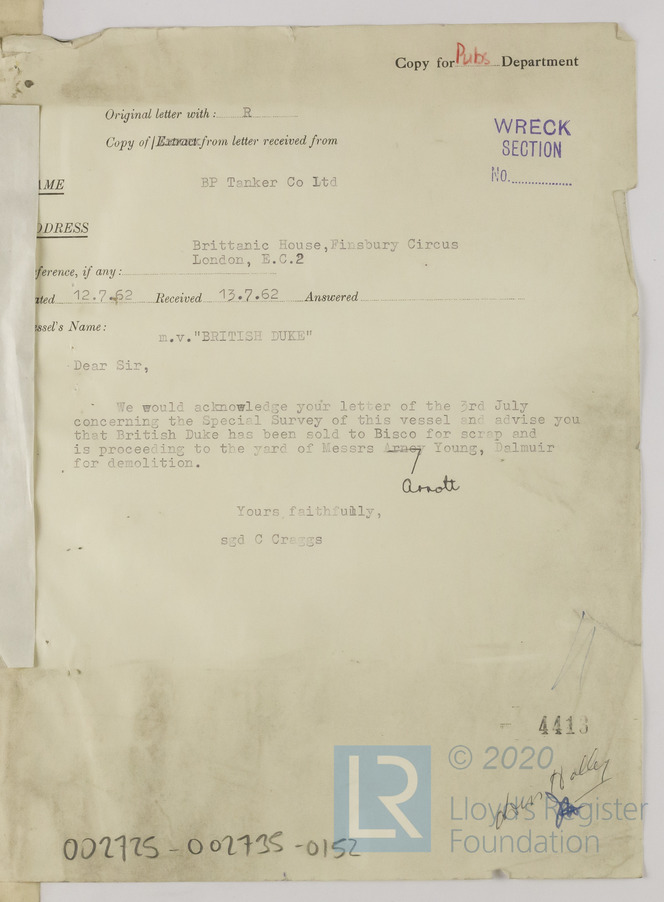 Copy for Pubs Department
Original letter with: R
Copy of/Extract from letter received from
WRECK
SECTION
No.
AME
BP Tanker Co Ltd
DDRESS
Brittanic House, Finsbury Circus
London, E.C.2
ference, if any:
ated 12.7.62 Received 13.7.62 Answered
ssel's Name:
m.v."BRITISH DUKE"
Dear Sir,
We would acknowledge your letter of the 3rd July
concerning the Special Survey of this vessel and advise you
that British Duke has been sold to Bisco for scrap and
is proceeding to the yard of Messrs Arney Young, Dalmuir
for demolition.
Arnott
Yours faithfully,
sgd C Craggs
4413
© 2020
LR
Lloyd's Register
Foundation
002725-002735-0152